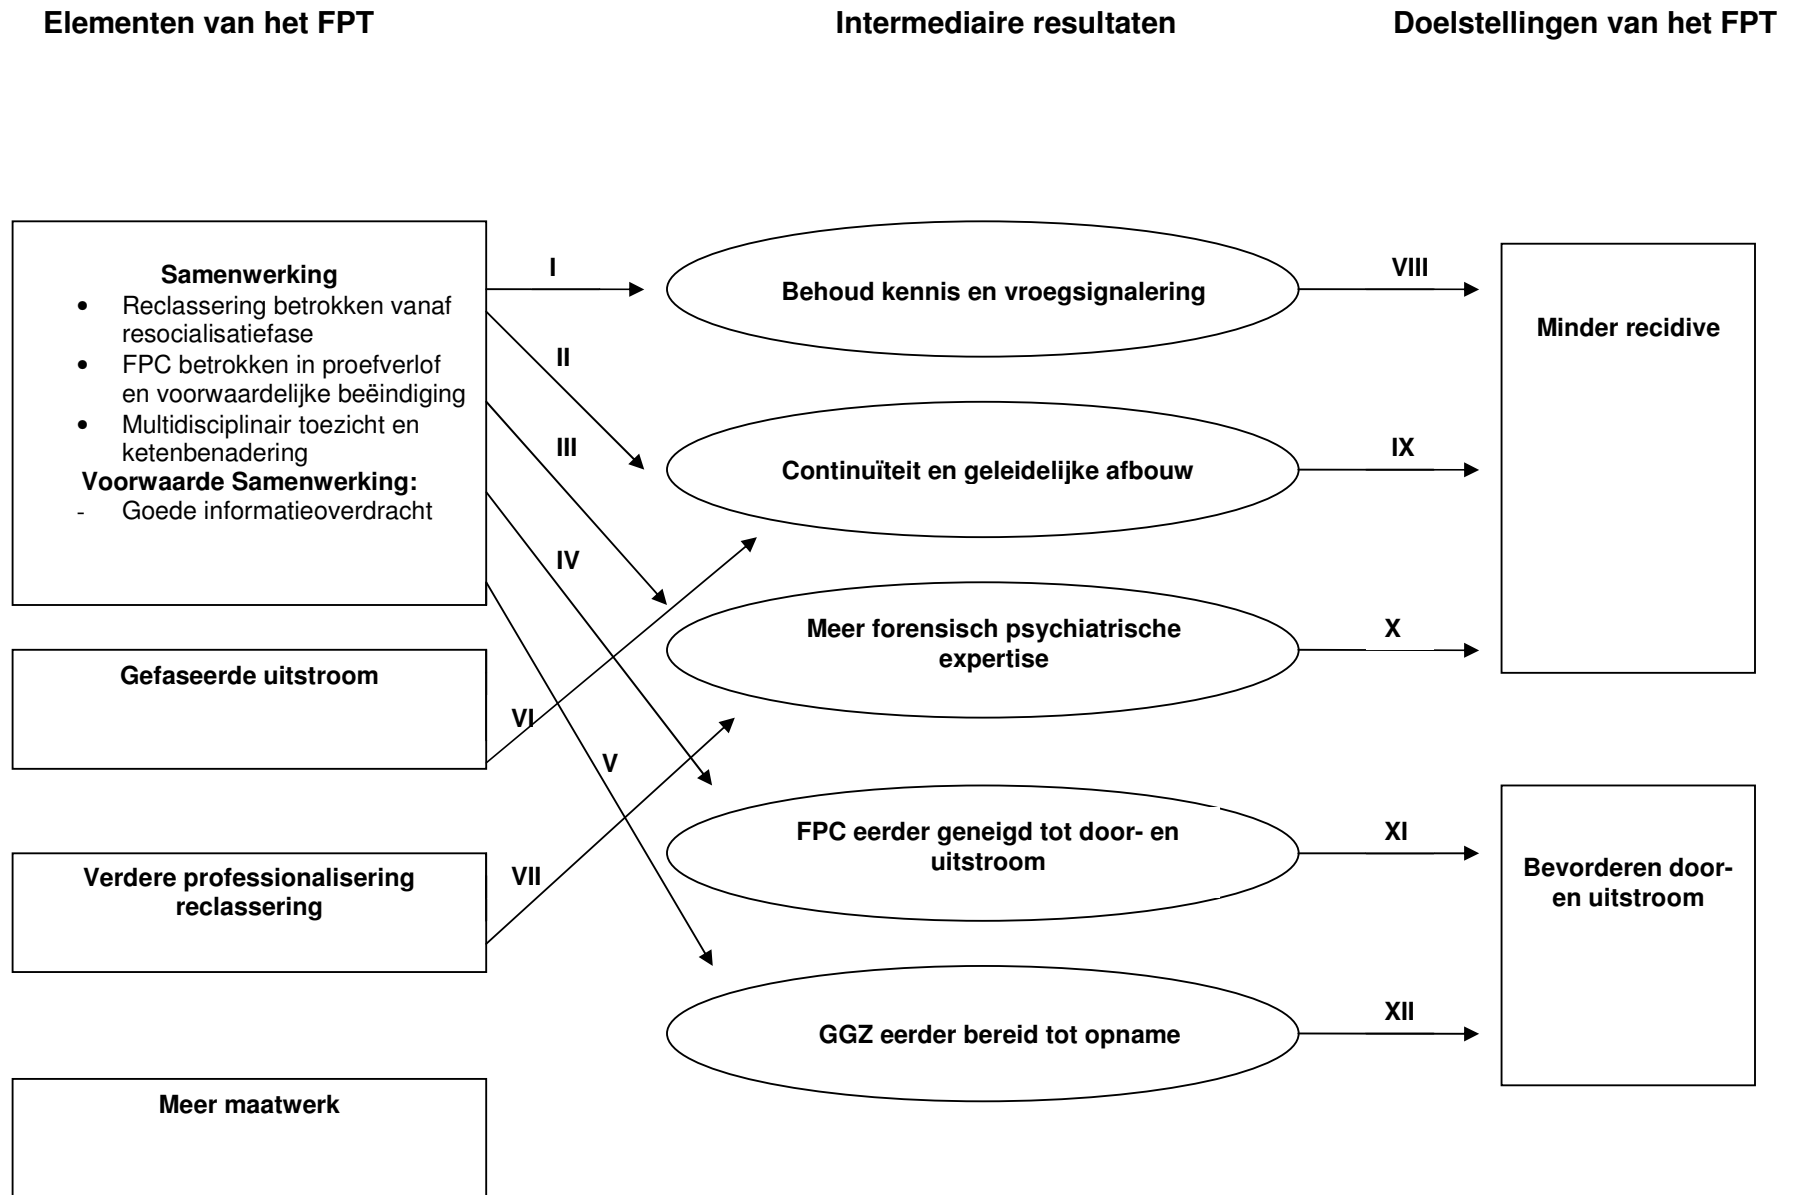 Elementen van het FPT
Intermediaire resultaten
Doelstellingen van het FPT
Samenwerking
• Reclassering betrokken vanaf
resocialisatiefase
• FPC betrokken in proefverlof
en voorwaardelijke beëindiging
• Multidisciplinair toezicht en
ketenbenadering
Voorwaarde Samenwerking:
- Goede informatieoverdracht
Gefaseerde uitstroom
Verdere professionalisering
reclassering
Meer maatwerk
I
II
III
IV
VI
V
VII
Behoud kennis en vroegsignalering
Continuïteit en geleidelijke afbouw
Meer forensisch psychiatrische
expertise
FPC eerder geneigd tot door- en
uitstroom
GGZ eerder bereid tot opname
VIII
IX
X
XI
XII
Minder recidive
Bevorderen door-
en uitstroom